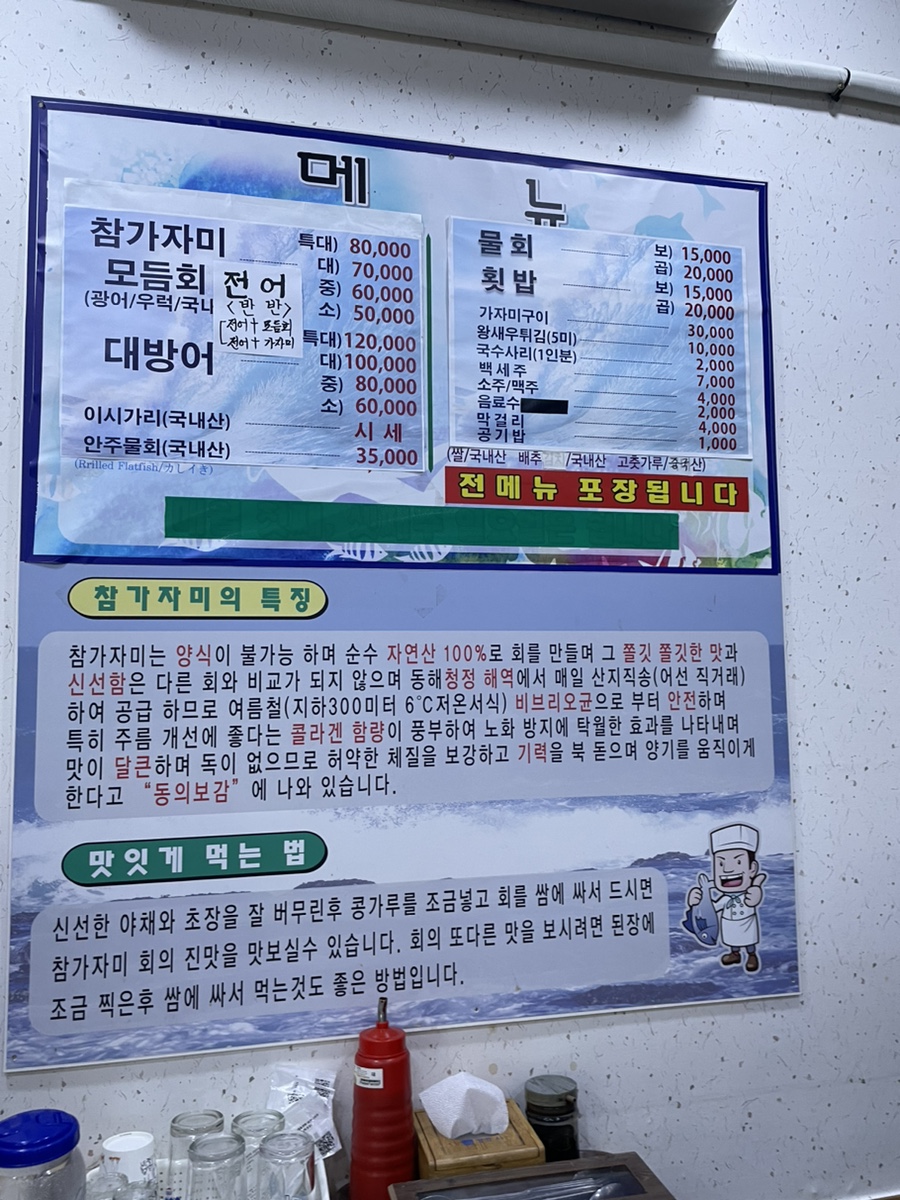 메뉴
참가자미
모듬회
(광어/우럭/국내
특대) 80,000
대) 70,000
중) 60,000
소) 50,000
전어
<반반>
[전어 + 모듬회
전어 + 가자미
대방어
특대)120,000
대)100,000
중) 80,000
소) 60,000
이시가리(국내산) 시세
안주물회(국내산) 35,000
(Rrilled Flatfish/カレイき)
물회 보) 15,000
곱) 20,000
횟밥 보) 15,000
곱) 20,000
가자미구이 30,000
왕새우튀김(5미) 10,000
국수사리(1인분) 2,000
백세주 7,000
소주/맥주 4,000
음료수 2,000
막걸리 4,000
공기밥 1,000
(쌀/국내산 배추김치/국내산 고춧가루/중국산)
전메뉴 포장됩니다
참가자미의 특징
참가자미는 양식이 불가능 하며 순수 자연산 100%로 회를 만들며 그 쫄깃 쫄깃한 맛과
신선함은 다른 회와 비교가 되지 않으며 동해청정 해역에서 매일 산지직송(어선 직거래)
하여 공급 하므로 여름철(지하300미터 6°C저온서식) 비브리오균으로 부터 안전하며
특히 주름 개선에 좋다는 콜라겐 함량이 풍부하여 노화 방지에 탁월한 효과를 나타내며
맛이 달큰하며 독이 없으므로 허약한 체질을 보강하고 기력을 북 돋으며 양기를 움직이게
한다고 "동의보감" 에 나와 있습니다.
맛잇게 먹는 법
신선한 야채와 초장을 잘 버무린후 콩가루를 조금넣고 회를 쌈에 싸서 드시면
참가자미 회의 진맛을 맛보실수 있습니다. 회의 또다른 맛을 보시려면 된장에
조금 찍은후 쌈에 싸서 먹는것도 좋은 방법입니다.